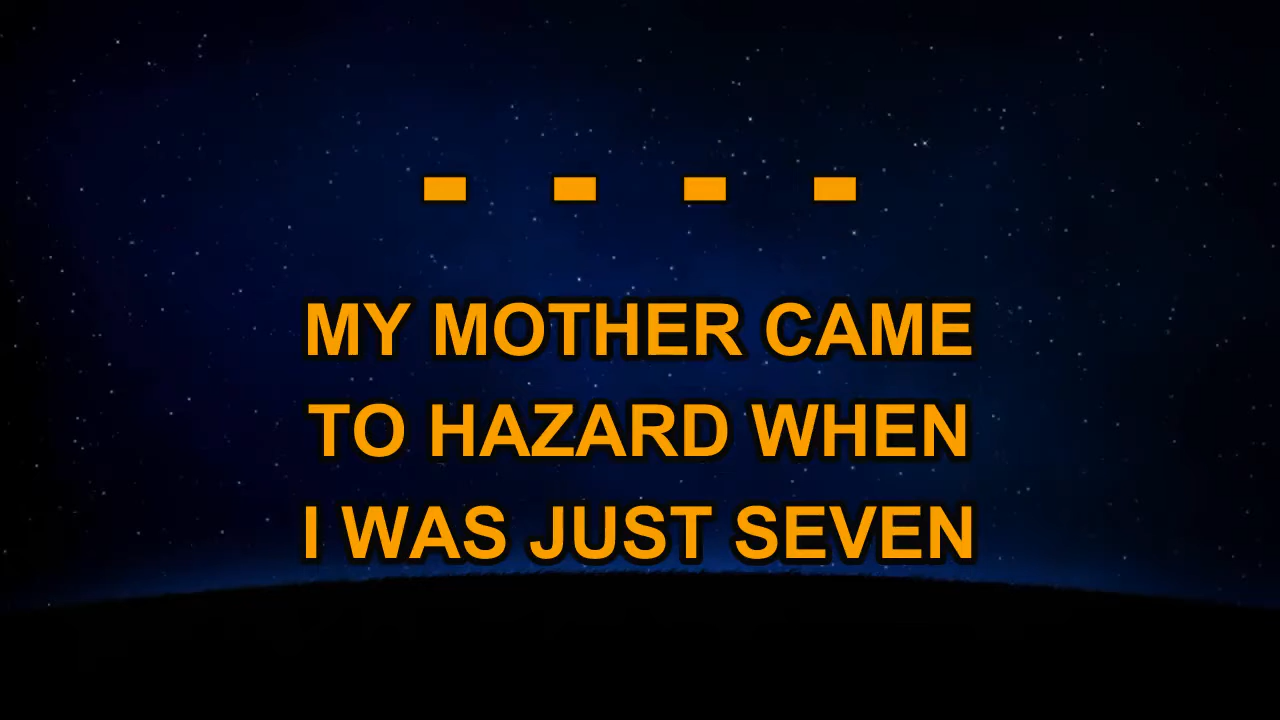 - - - -
MY MOTHER CAME
TO HAZARD WHEN
I WAS JUST SEVEN